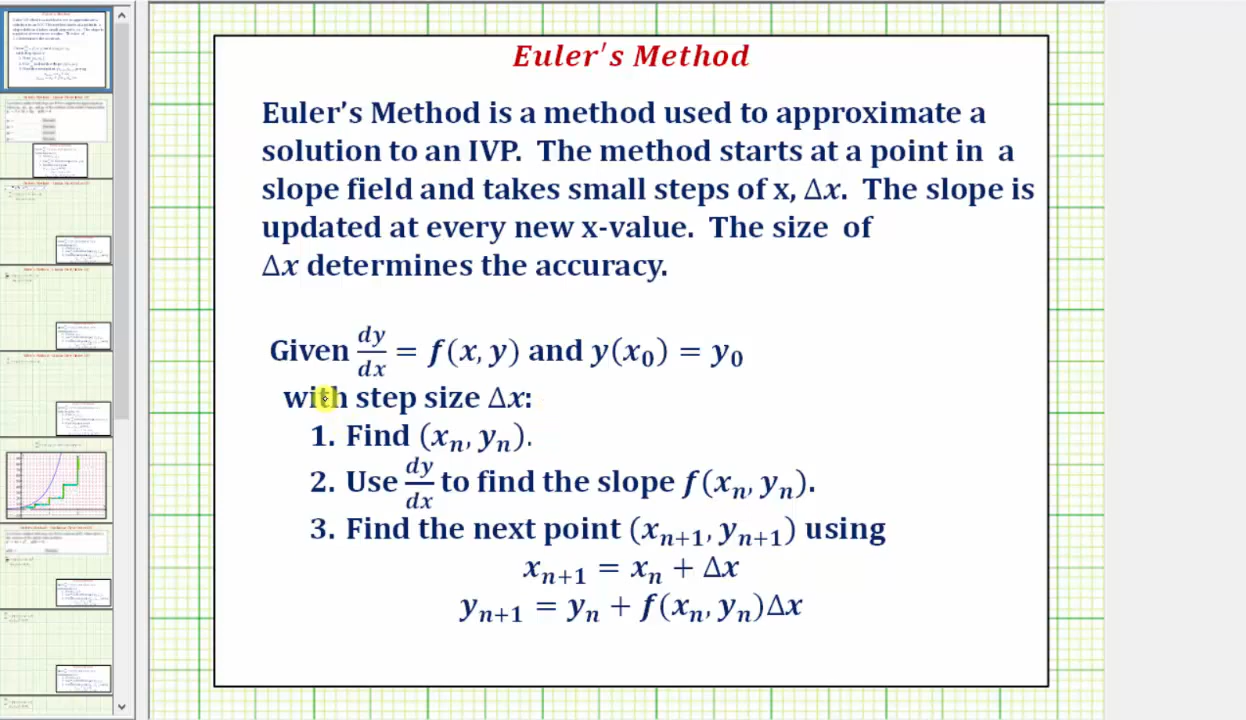 Euler's Method
Euler's Method is a method used to approximate a
solution to an IVP. The method starts at a point in a
slope field and takes small steps of x, Δx. The slope is
updated at every new x-value. The size of
Δx determines the accuracy.
Given dy/dx = f(x, y) and y(x₀) = y₀
with step size Δx:
1. Find (xₙ, yₙ).
2. Use dy/dx to find the slope f(xₙ, yₙ).
3. Find the next point (xₙ₊₁, yₙ₊₁) using
xₙ₊₁ = xₙ + Δx
yₙ₊₁ = yₙ + f(xₙ, yₙ)Δx